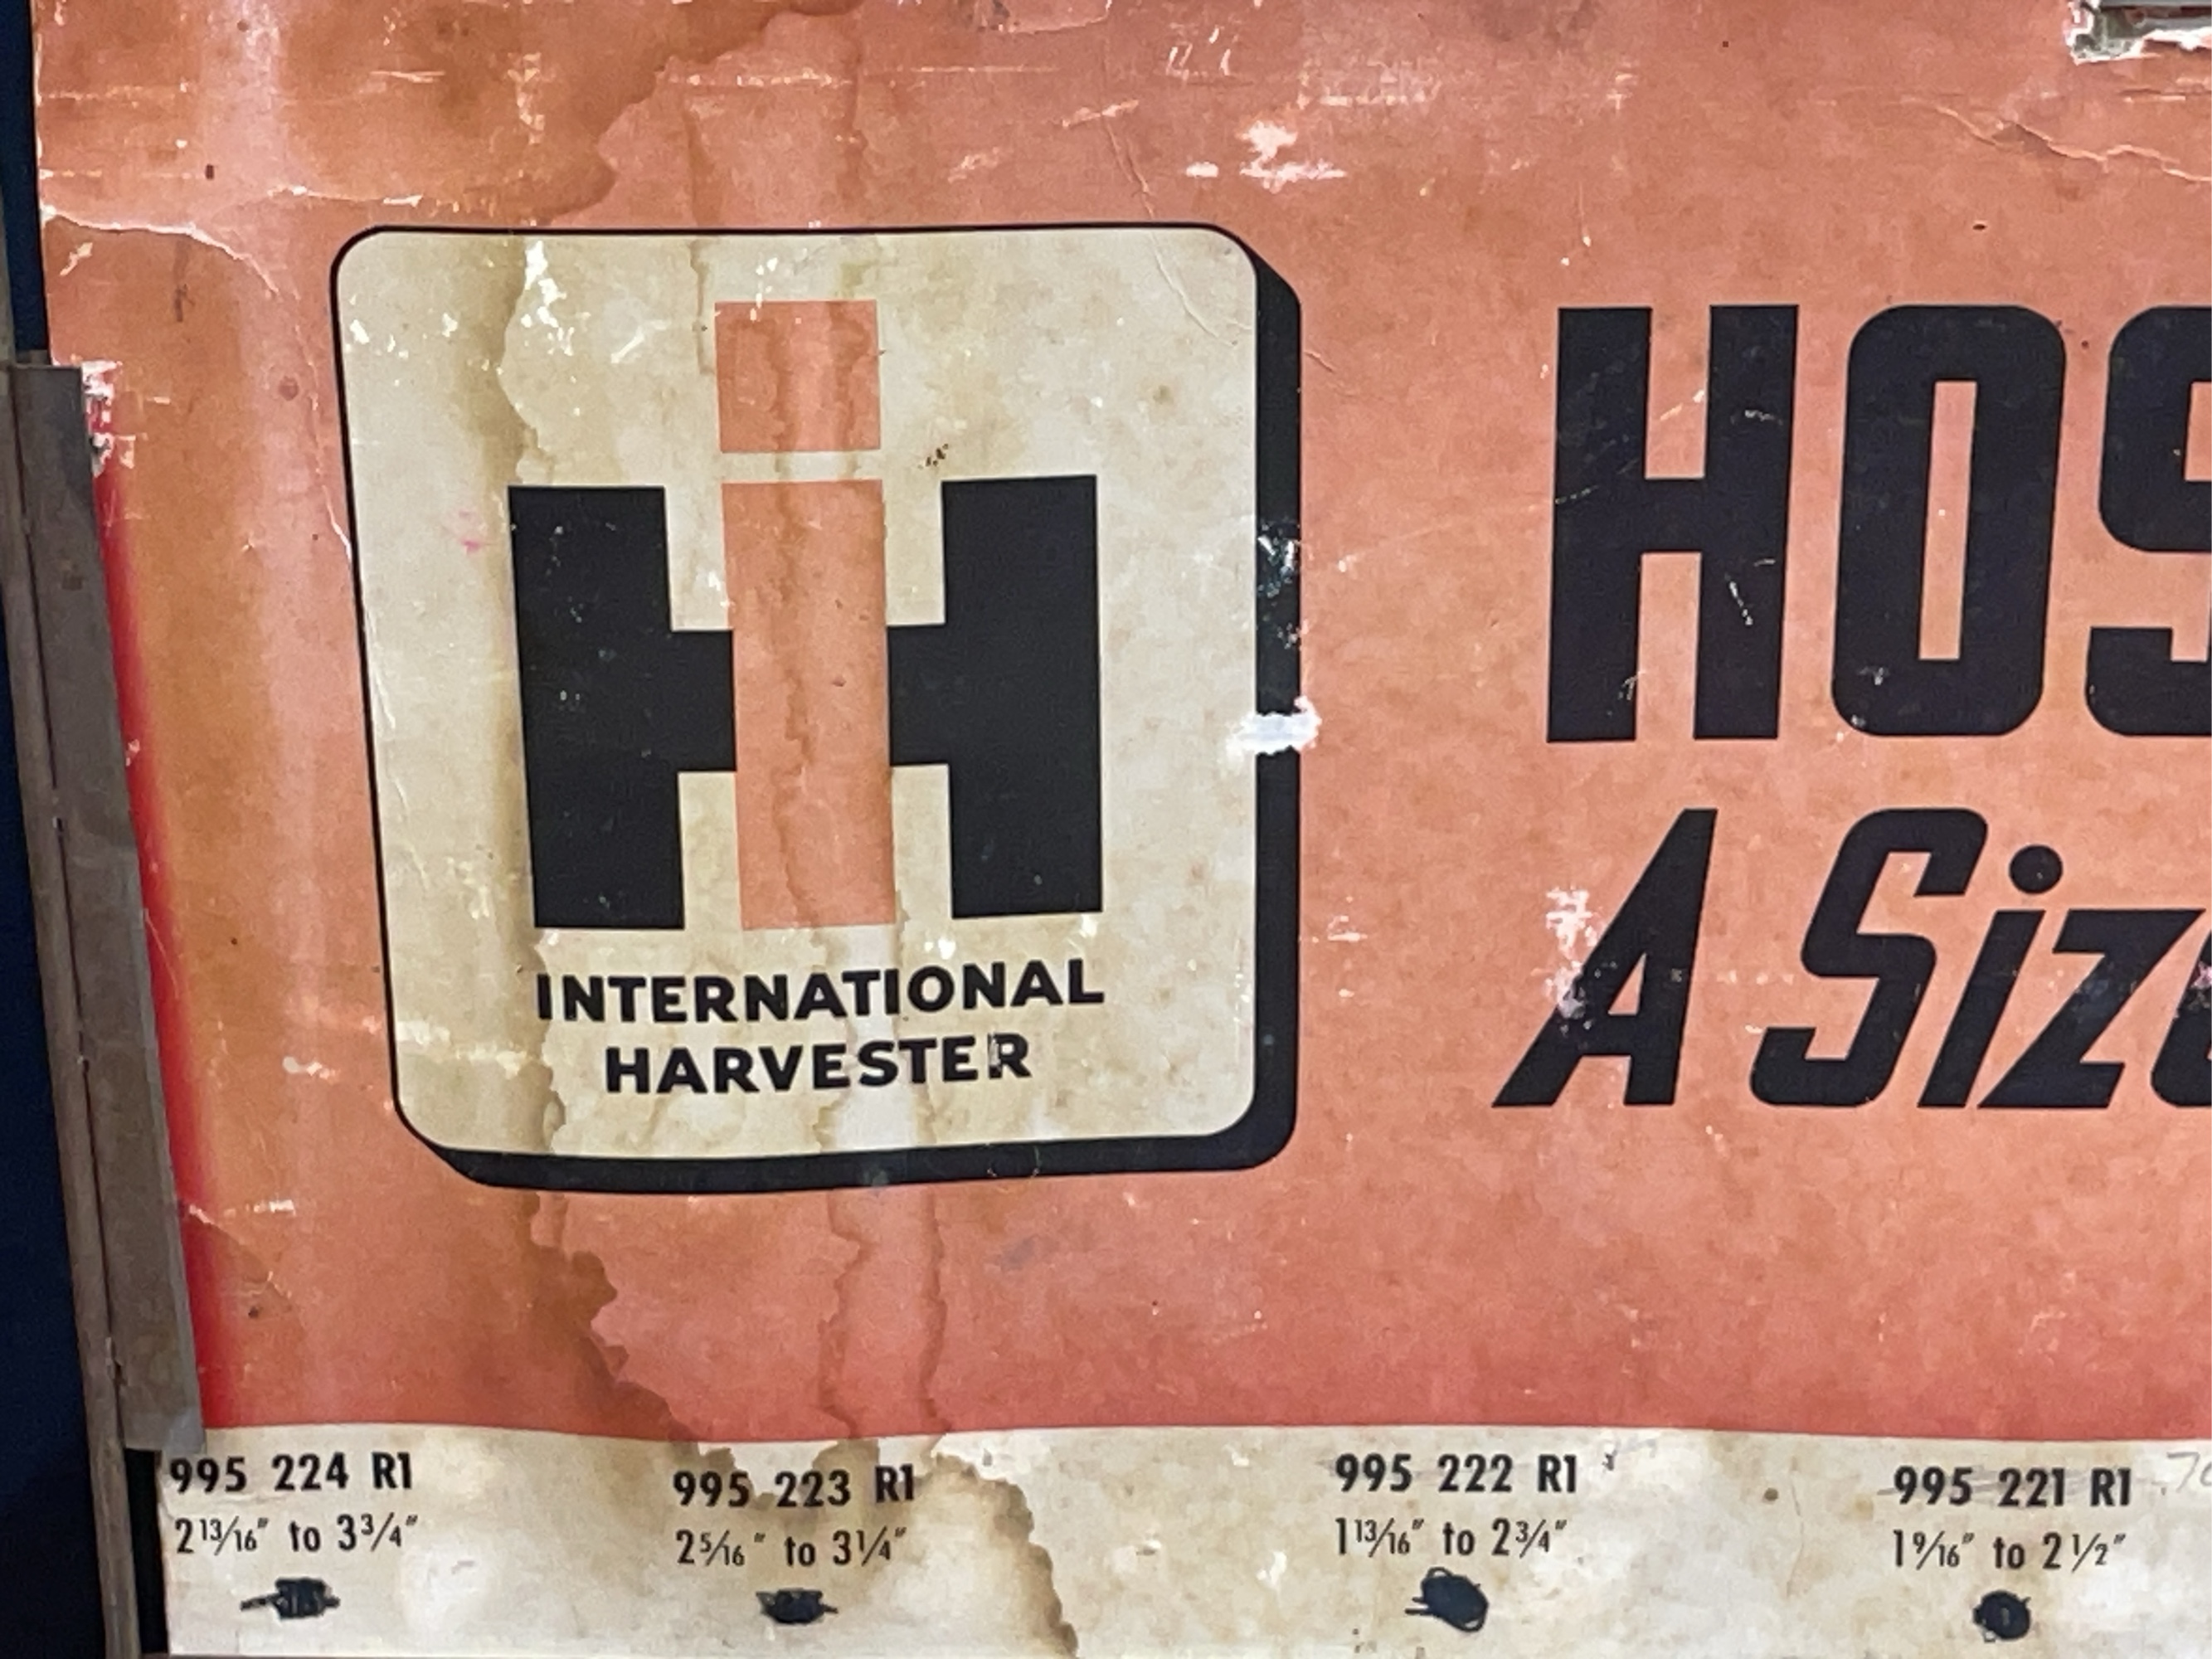 IH
INTERNATIONAL
HARVESTER
HOS
A Size
995 224 R1
2 13/16" to 3 3/4"
995 223 R1
2 5/16" to 3 1/4"
995 222 R1
1 13/16" to 2 3/4"
995 221 R1
1 9/16" to 2 1/2"